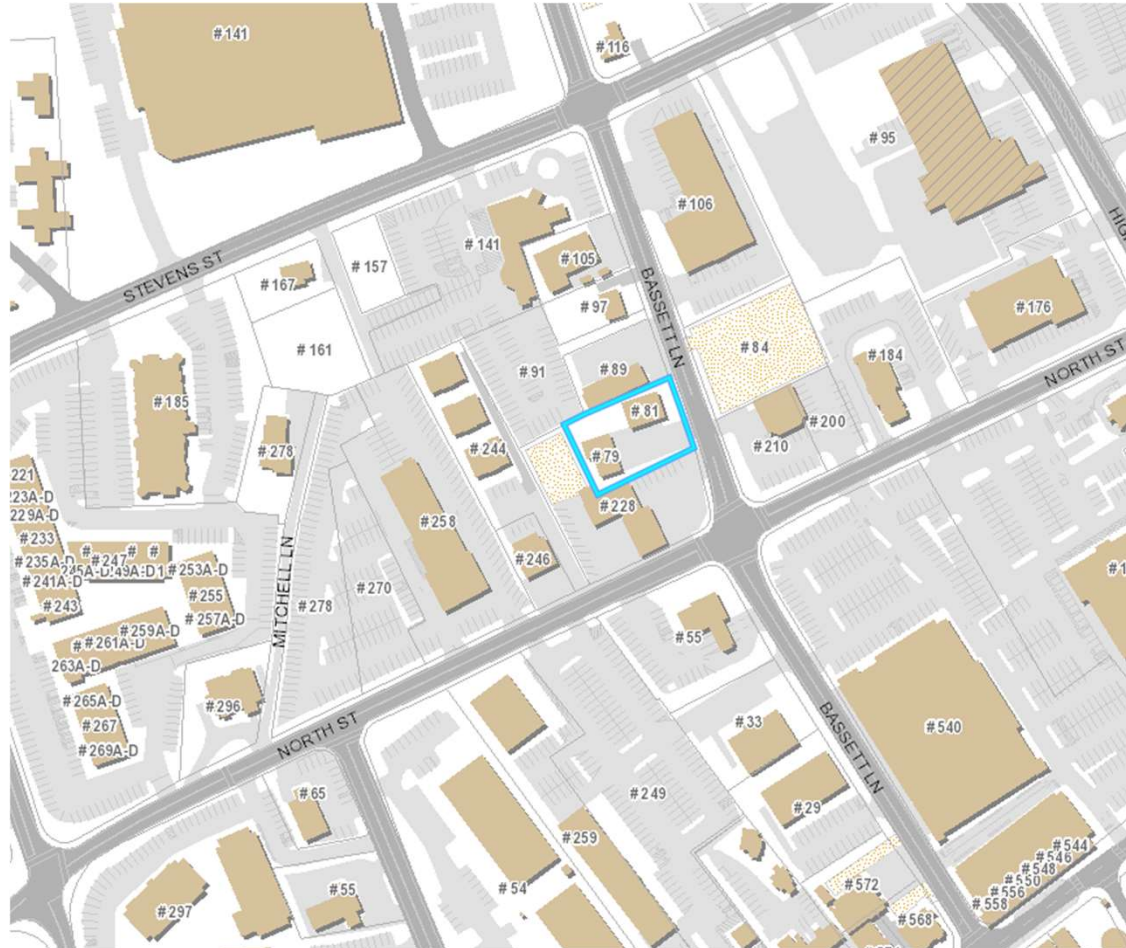 # 141
# 116
# 95
# 106
HIG
# 141
# 157
# 105
STEVENS ST
# 167
# 97
BASSETT LN
# 176
# 161
# 84
# 91
# 89
# 184
NORTH ST
# 185
# 81
# 200
# 210
# 278
# 244
# 79
221
223A-D
# 228
229A-D
# 258
# 233
# 235A-D
# 247
# 253A-D
# 246
# 241A-D
# 255
# 270
# 243
# 257A-D
MITCHELL LN
# 278
# 259A-D
# 261A-D
263A-D
# 55
# 265A-D
# 296
# 267
# 33
# 540
# 269A-D
NORTH ST
BASSETT LN
# 65
# 249
# 29
# 259
# 544
# 546
# 548
# 550
# 556
# 558
# 572
# 54
# 55
# 297
# 568